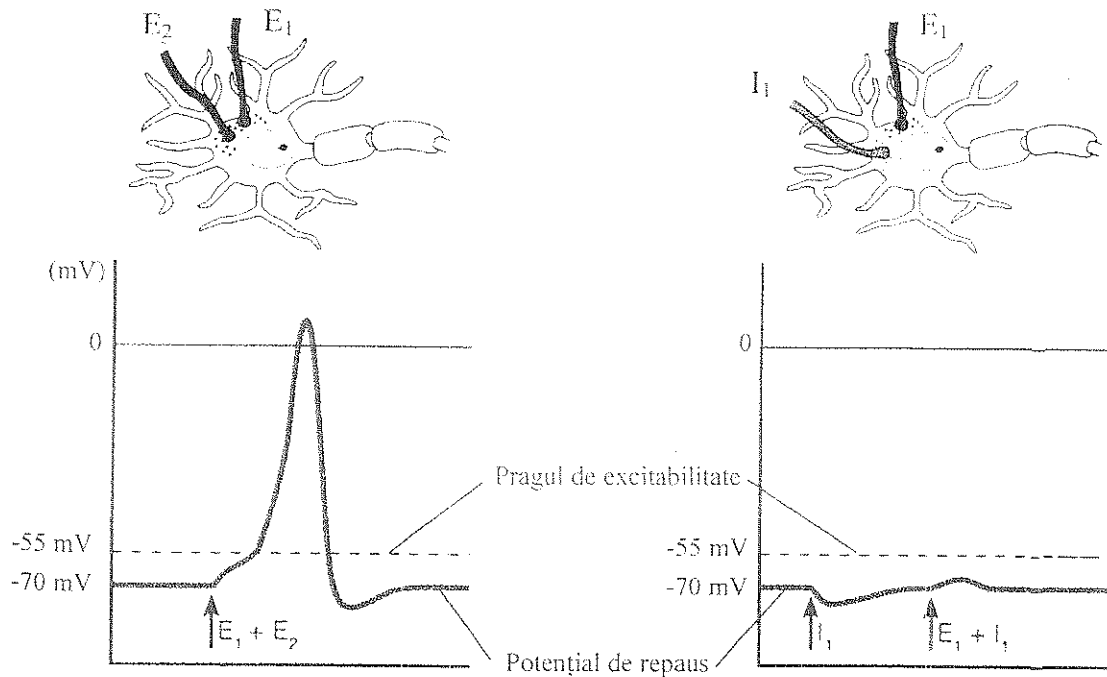 E₂
E₁
E₁
I₁
(mV)
0
0
Pragul de excitabilitate
-55 mV
-55 mV
-70 mV
-70 mV
E₁ + E₂
I₁
E₁ + I₁
Potențial de repaus